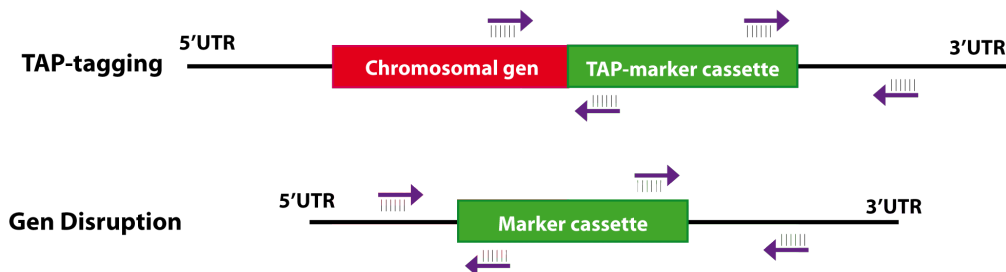 5'UTR
3'UTR
TAP-tagging
Chromosomal gen
TAP-marker cassette
5'UTR
3'UTR
Gen Disruption
Marker cassette